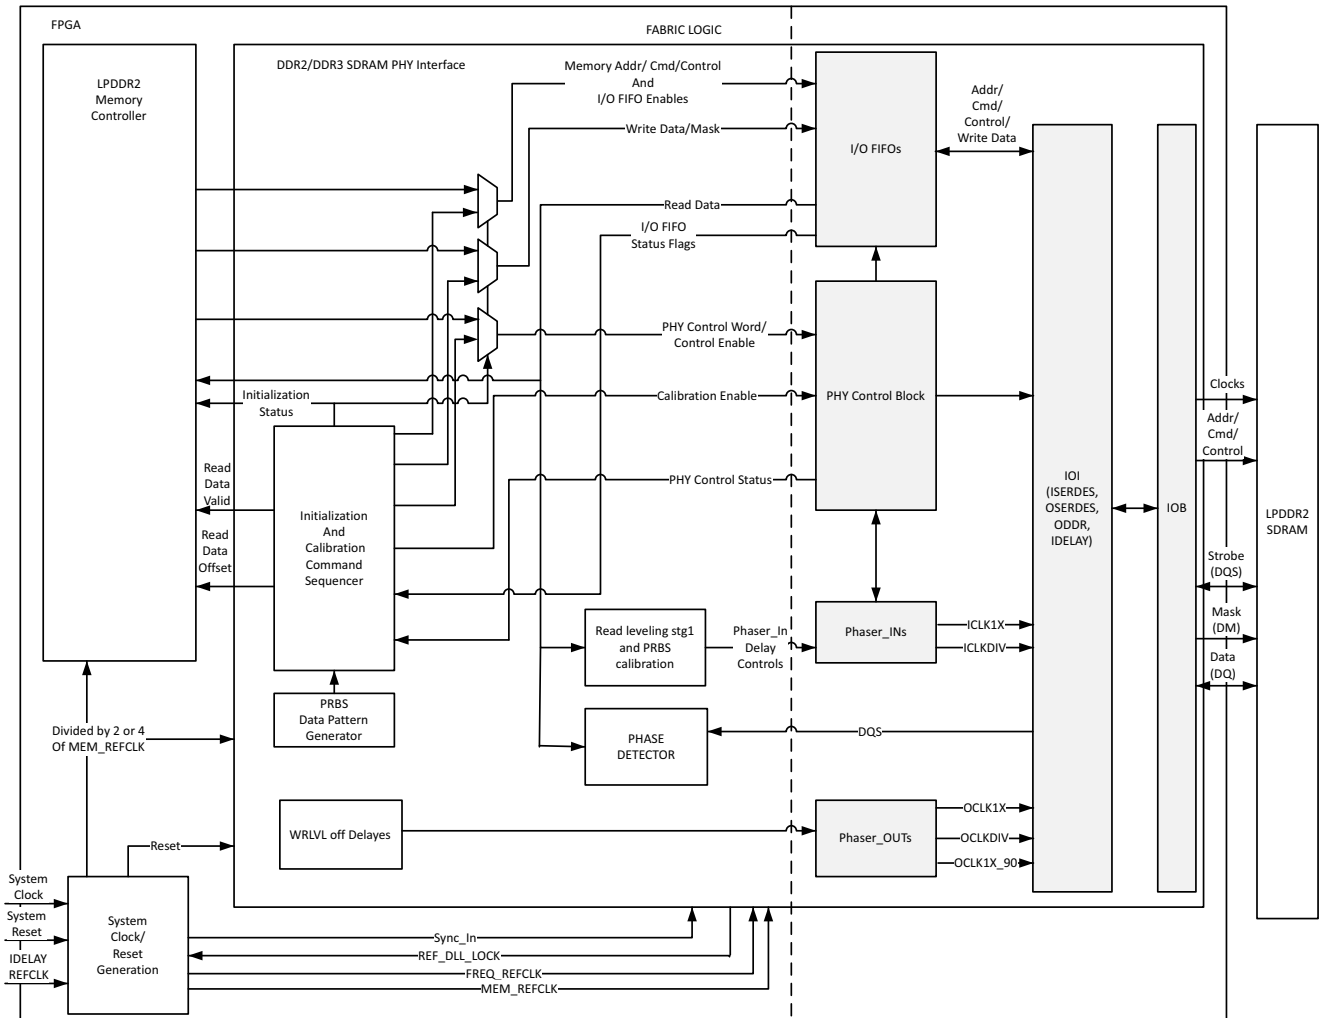 FPGA
FABRIC LOGIC
LPDDR2
Memory
Controller
DDR2/DDR3 SDRAM PHY Interface
Memory Addr/ Cmd/Control
And
I/O FIFO Enables
Write Data/Mask
Read Data
I/O FIFO
Status Flags
I/O FIFOs
Addr/
Cmd/
Control/
Write Data
PHY Control Word/
Control Enable
Calibration Enable
PHY Control Block
PHY Control Status
Initialization
Status
Read
Data
Valid
Read
Data
Offset
Initialization
And
Calibration
Command
Sequencer
PRBS
Data Pattern
Generator
Read leveling stg1
and PRBS
calibration
Phaser_In
Delay
Controls
Phaser_INs
ICLK1X
ICLKDIV
PHASE
DETECTOR
DQS
WRLVL off Delayes
Phaser_OUTs
OCLK1X
OCLKDIV
OCLK1X_90
IOI
(ISERDES,
OSERDES,
ODDR,
IDELAY)
IOB
Clocks
Addr/
Cmd/
Control
Strobe
(DQS)
Mask
(DM)
Data
(DQ)
LPDDR2
SDRAM
Divided by 2 or 4
Of MEM_REFCLK
Reset
System
Clock
System
Reset
IDELAY
REFCLK
System
Clock/
Reset
Generation
Sync_In
REF_DLL_LOCK
FREQ_REFCLK
MEM_REFCLK